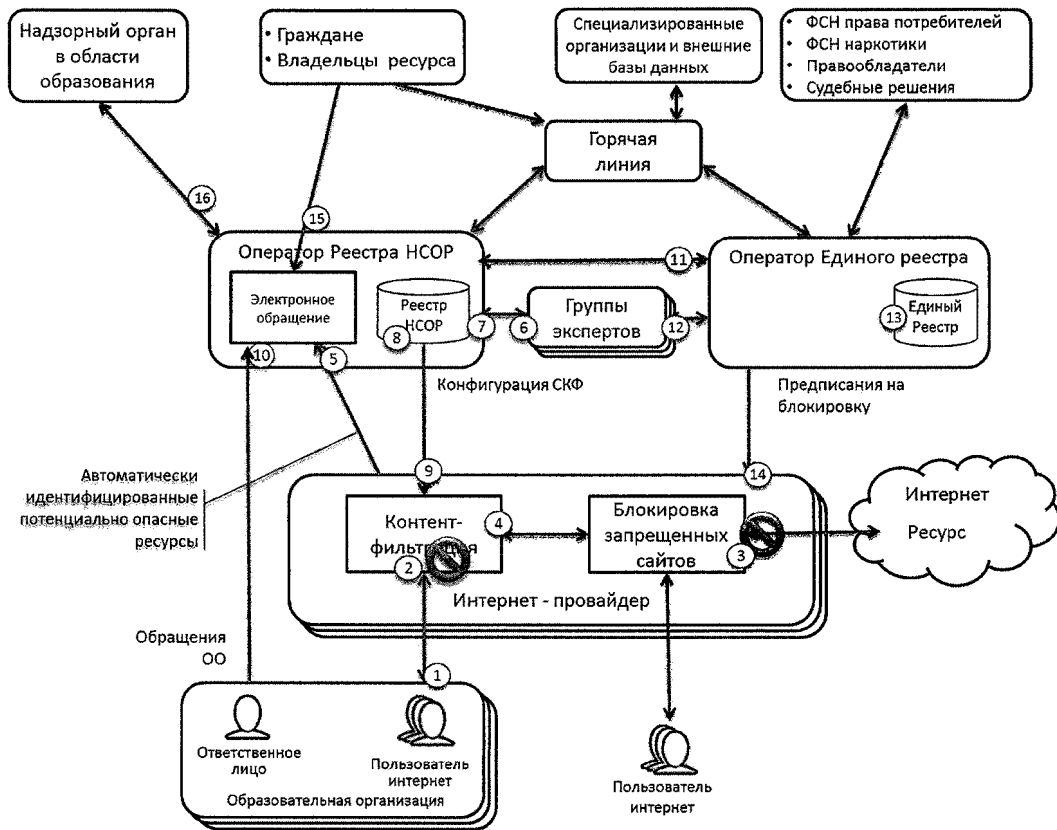 Надзорный орган
в области
образования
• Граждане
• Владельцы ресурса
Специализированные
организации и внешние
базы данных
• ФСН права потребителей
• ФСН наркотики
• Правообладатели
• Судебные решения
Горячая
линия
16
15
Оператор Реестра НСОР
11
Оператор Единого реестра
Электронное
обращение
Реестр
НСОР
8
7
6
Группы
экспертов
12
13
Единый
Реестр
10
5
Конфигурация СКФ
Предписания на
блокировку
Автоматически
идентифицированные
потенциально опасные
ресурсы
9
14
Контент-
фильтрация
2
4
Блокировка
запрещенных
сайтов
3
Интернет
Ресурс
Интернет - провайдер
Обращения
ОО
1
Ответственное
лицо
Пользователь
интернет
Образовательная организация
Пользователь
интернет